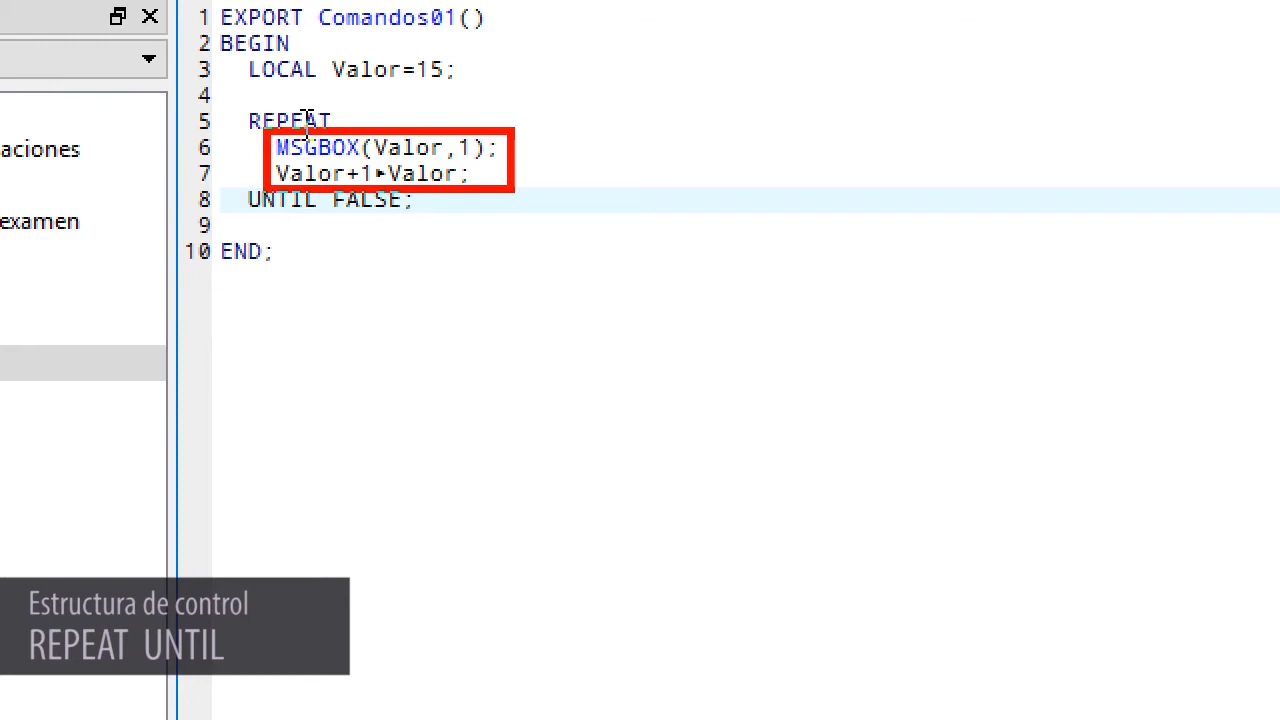 1 EXPORT Comandos01()
2 BEGIN
3 LOCAL Valor=15;
4
5 REPEAT
aciones
6 MSGBOX(Valor,1);
7 Valor+1▶Valor;
8 UNTIL FALSE;
examen
9
10 END;
Estructura de control
REPEAT UNTIL